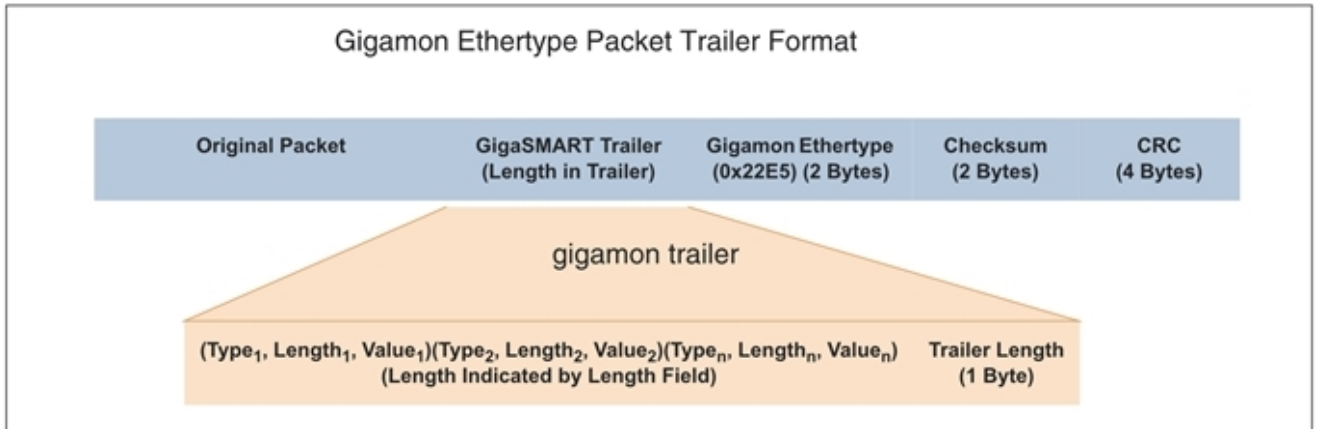 Gigamon Ethertype Packet Trailer Format
Original Packet
GigaSMART Trailer
(Length in Trailer)
Gigamon Ethertype
(0x22E5) (2 Bytes)
Checksum
(2 Bytes)
CRC
(4 Bytes)
gigamon trailer
(Type₁, Length₁, Value₁)(Type₂, Length₂, Value₂)(Typeₙ, Lengthₙ, Valueₙ)
(Length Indicated by Length Field)
Trailer Length
(1 Byte)